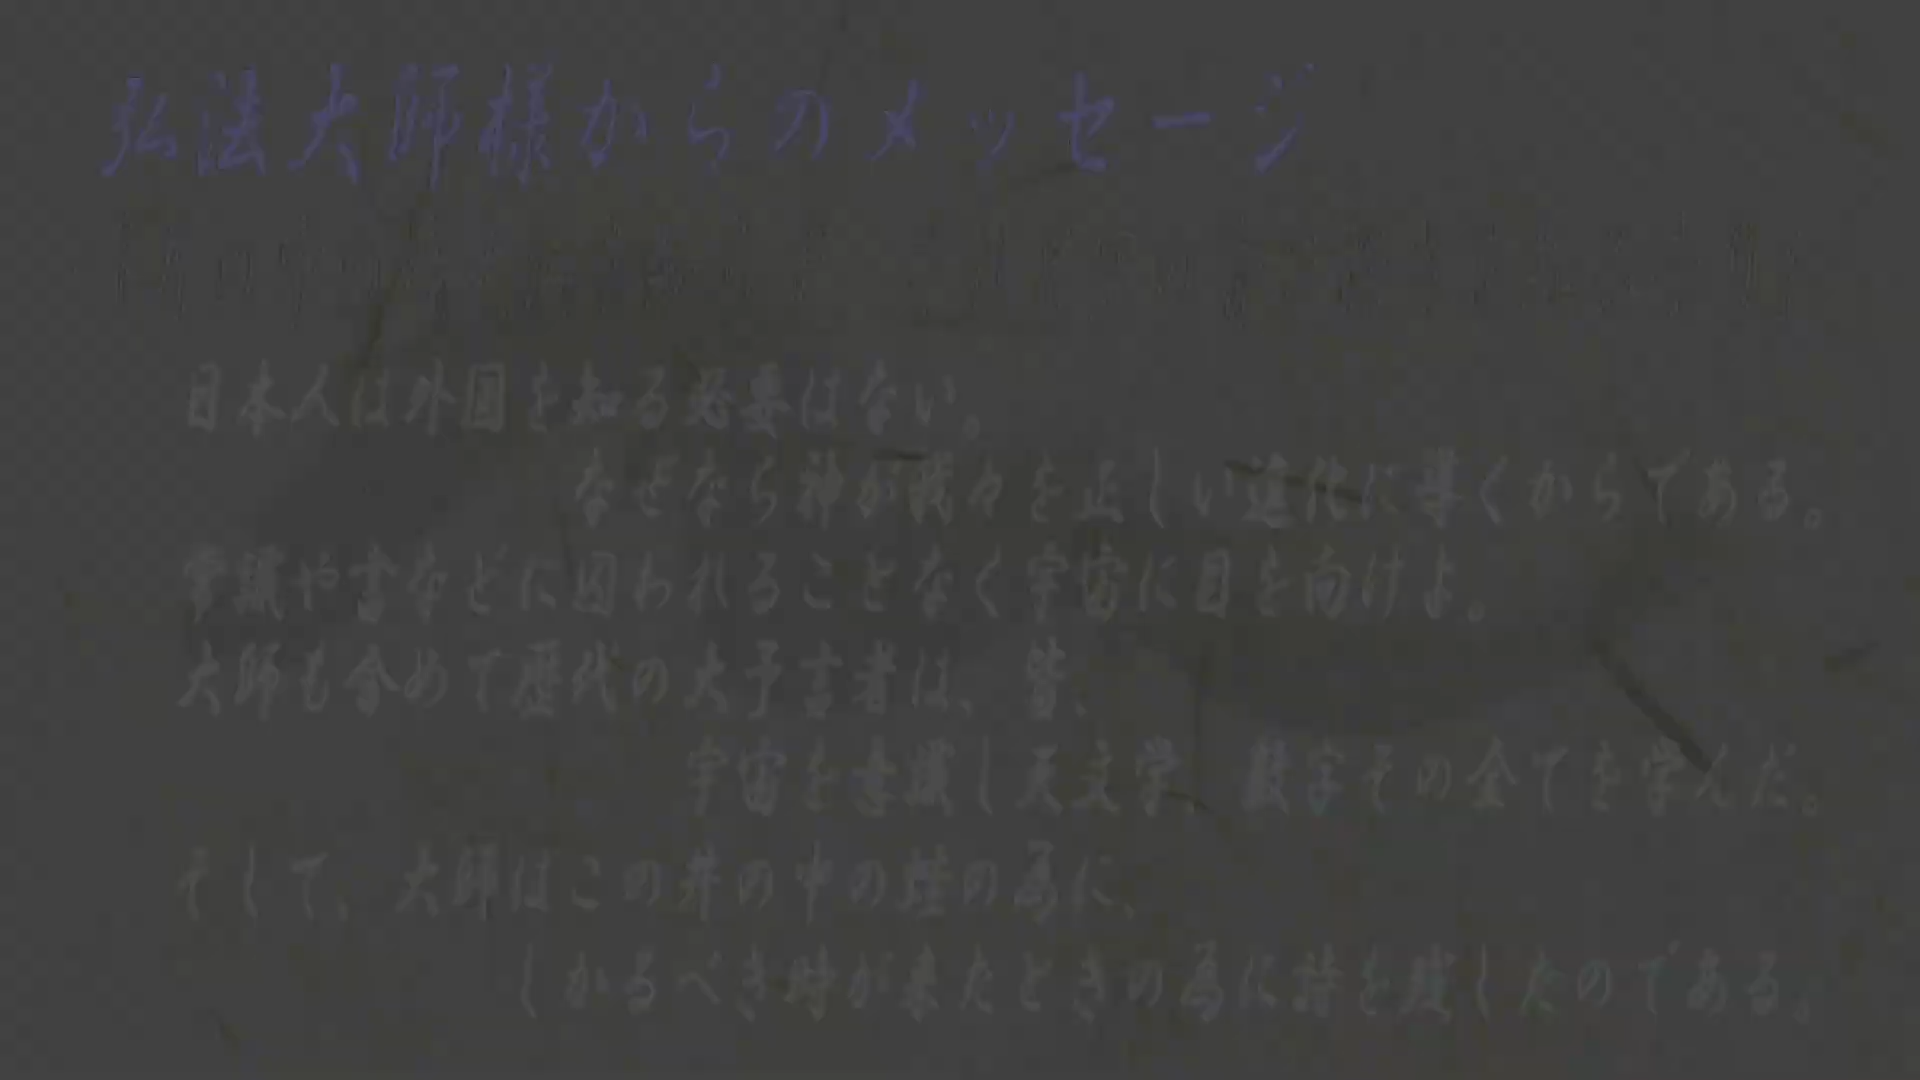 弘法大師様からのメッセージ
日本人は外国を知る必要はない。
なぜなら神が我々を正しい進化に導くからである。
常識や書などに囚われることなく宇宙に目を向けよ。
大師も含めて歴代の大予言者は、皆、
宇宙を意識し天文学、数字その全てを学んだ。
そして、大師はこの井の中の蛙の為に、
しかるべき時が来たときの為に詩を残したのである。